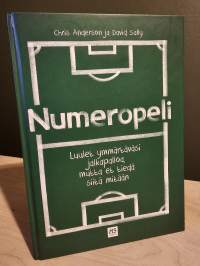 Chris Anderson ja David Sally
Numeropeli
Luulet ymmärtäväsi
jalkapalloa,
mutta et tiedä
siitä mitään